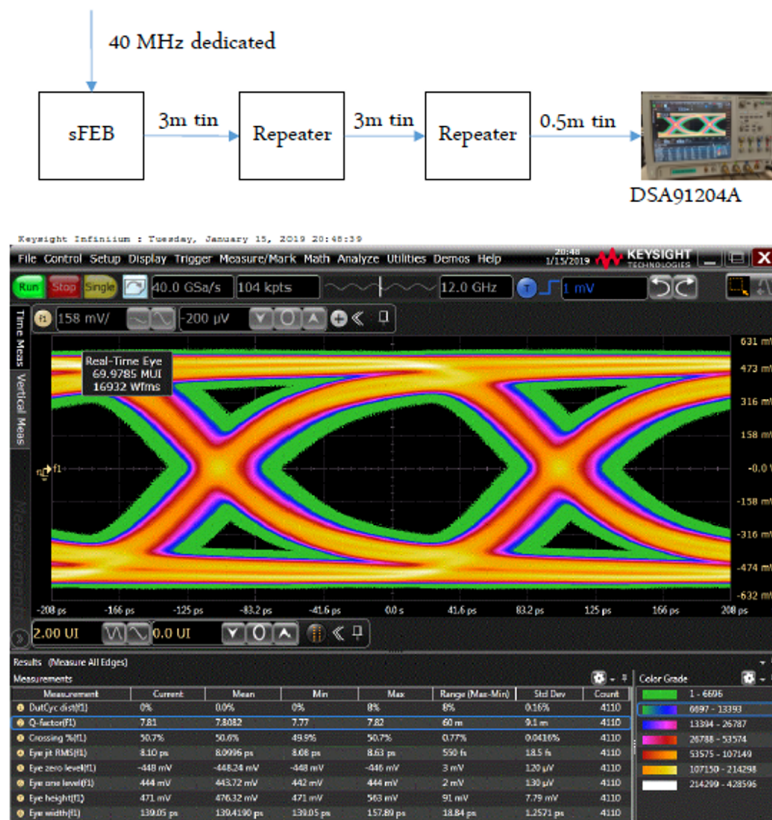 40 MHz dedicated
sFEB
3m tin
Repeater
3m tin
Repeater
0.5m tin
DSA91204A
Keysight Infiniium : Tuesday, January 15, 2019 20:48:39
File Control Setup Display Trigger Measure/Mark Math Analyze Utilities Demos Help
20:48
1/15/2019
KEYSIGHT
TECHNOLOGIES
Run Stop Single 40.0 GSa/s 104 kpts 12.0 GHz T 1 mV
f1 158 mV/ -200 µV
Time Meas
Vertical Meas
Measurements
Real-Time Eye
69.9785 MUI
16932 Wfms
631 mV
473 mV
316 mV
158 mV
-0.0 V
-158 mV
-316 mV
-474 mV
-632 mV
f1
-208 ps -166 ps -125 ps -83.2 ps -41.6 ps 0.0 s 41.6 ps 83.2 ps 125 ps 166 ps 208 ps
2.00 UI 0.0 UI
Results (Measure All Edges)
Measurements
Measurement Current Mean Min Max Range (Max-Min) Std Dev Count
DutCyc dist(f1) 0% 0.0% 0% 8% 8% 0.16% 4110
Q-factor(f1) 7.81 7.8082 7.77 7.82 60 m 9.1 m 4110
Crossing %(f1) 50.7% 50.6% 49.9% 50.7% 0.77% 0.0416% 4110
Eye jit RMS(f1) 8.10 ps 8.0996 ps 8.08 ps 8.63 ps 550 fs 18.5 fs 4110
Eye zero level(f1) -448 mV -448.24 mV -448 mV -446 mV 3 mV 120 µV 4110
Eye one level(f1) 444 mV 443.72 mV 442 mV 444 mV 2 mV 130 µV 4110
Eye height(f1) 471 mV 476.32 mV 471 mV 563 mV 91 mV 7.79 mV 4110
Eye width(f1) 139.05 ps 139.4190 ps 139.05 ps 157.89 ps 18.84 ps 1.2571 ps 4110
Color Grade
1 - 6696
6697 - 13393
13394 - 26787
26788 - 53574
53575 - 107149
107150 - 214298
214299 - 428596